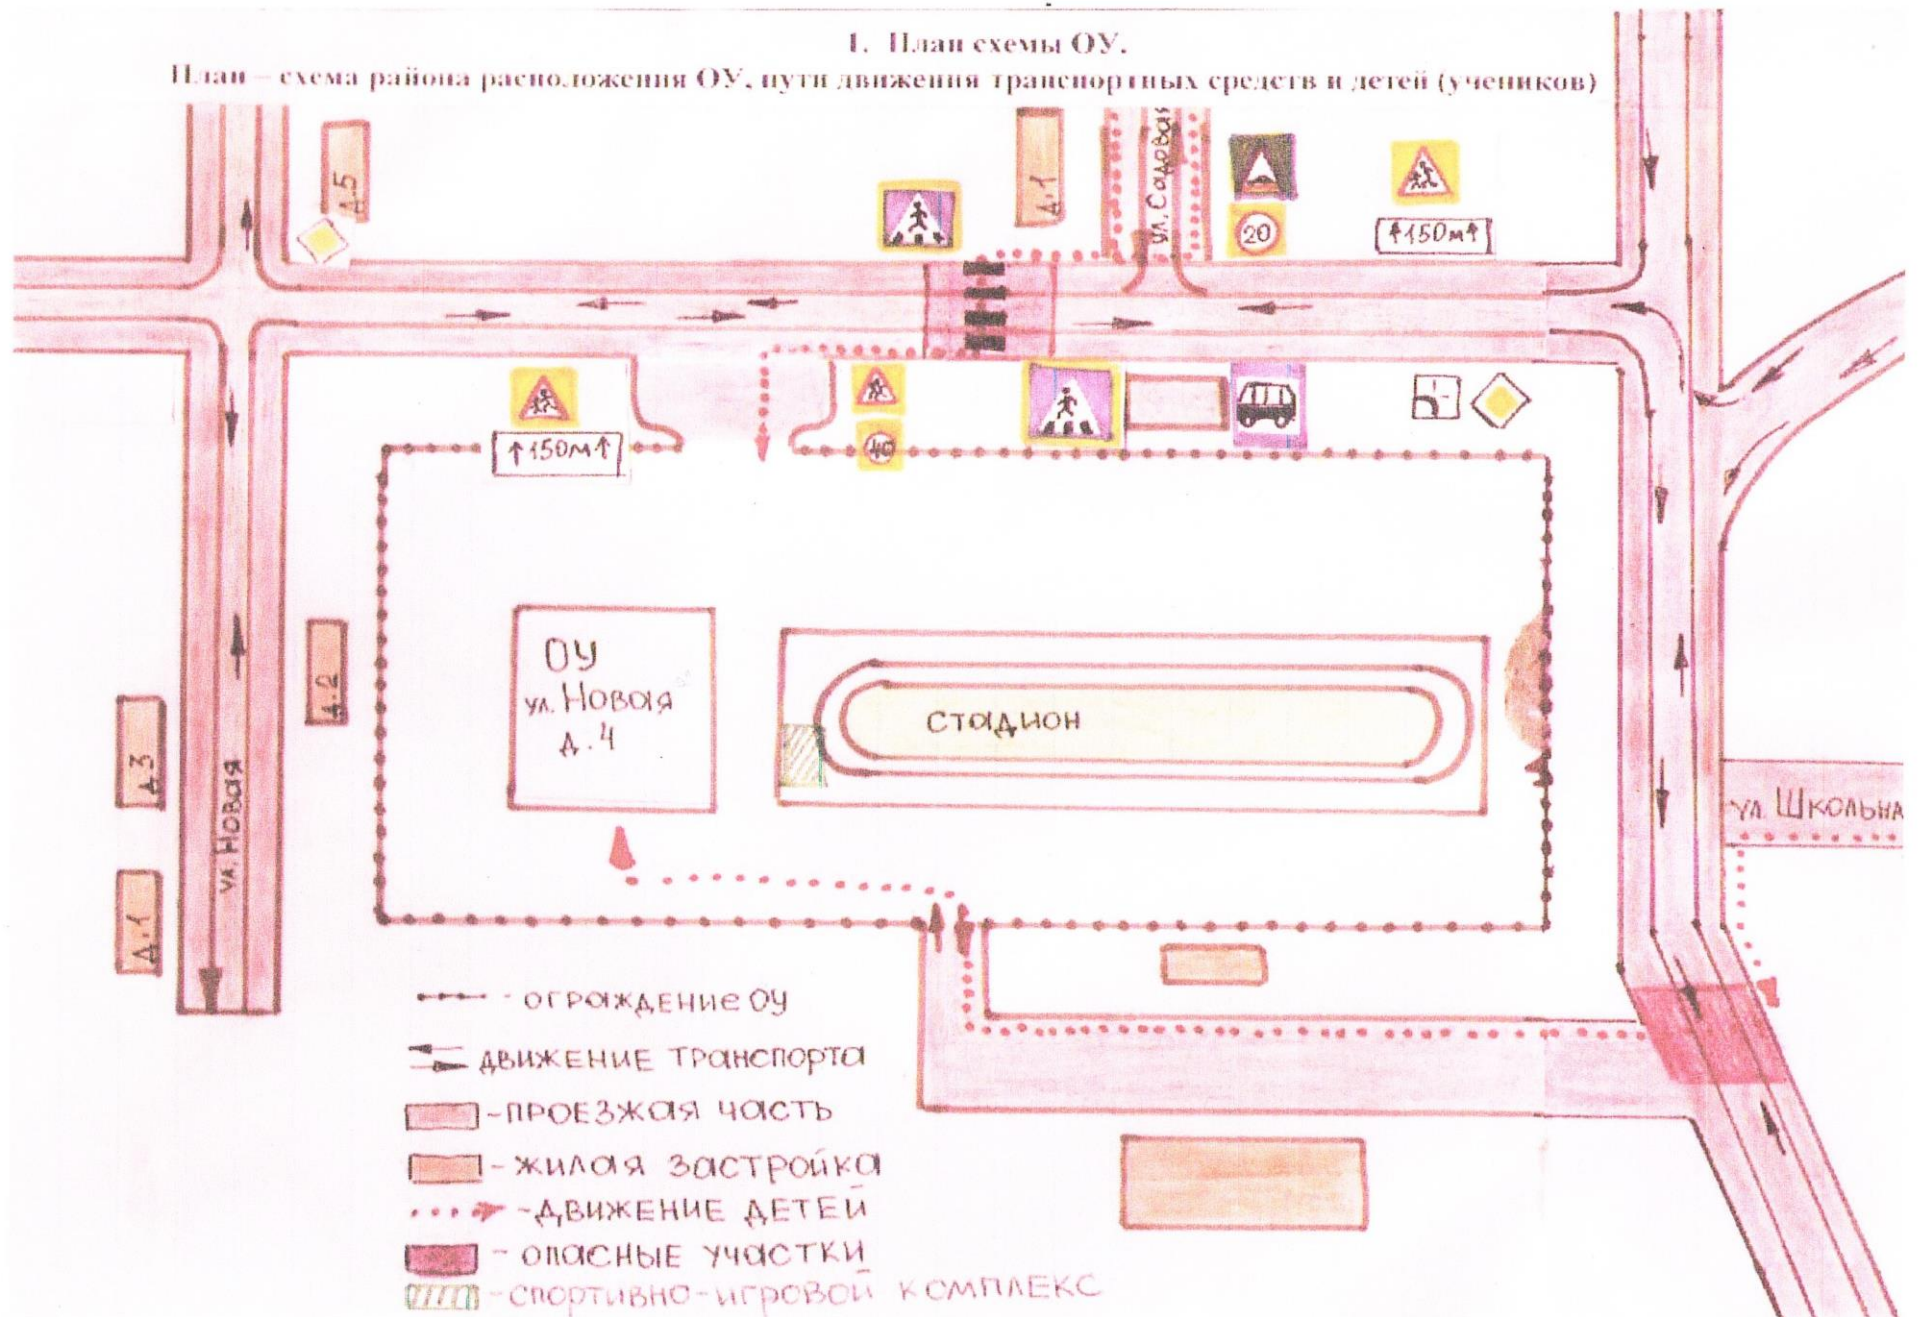 1. План схемы ОУ.
План – схема района расположения ОУ, пути движения транспортных средств и детей (учеников)
д.5
д.1
ул. Садовая
20
↑150м↑
↑150м↑
40
ОУ
ул. Новая
д.4
стадион
д.2
д3
ул. Новая
д.1
ул. Школьна
- ограждение ОУ
движение транспорта
- проезжая часть
- жилая застройка
- движение детей
- опасные участки
- спортивно-игровой комплекс